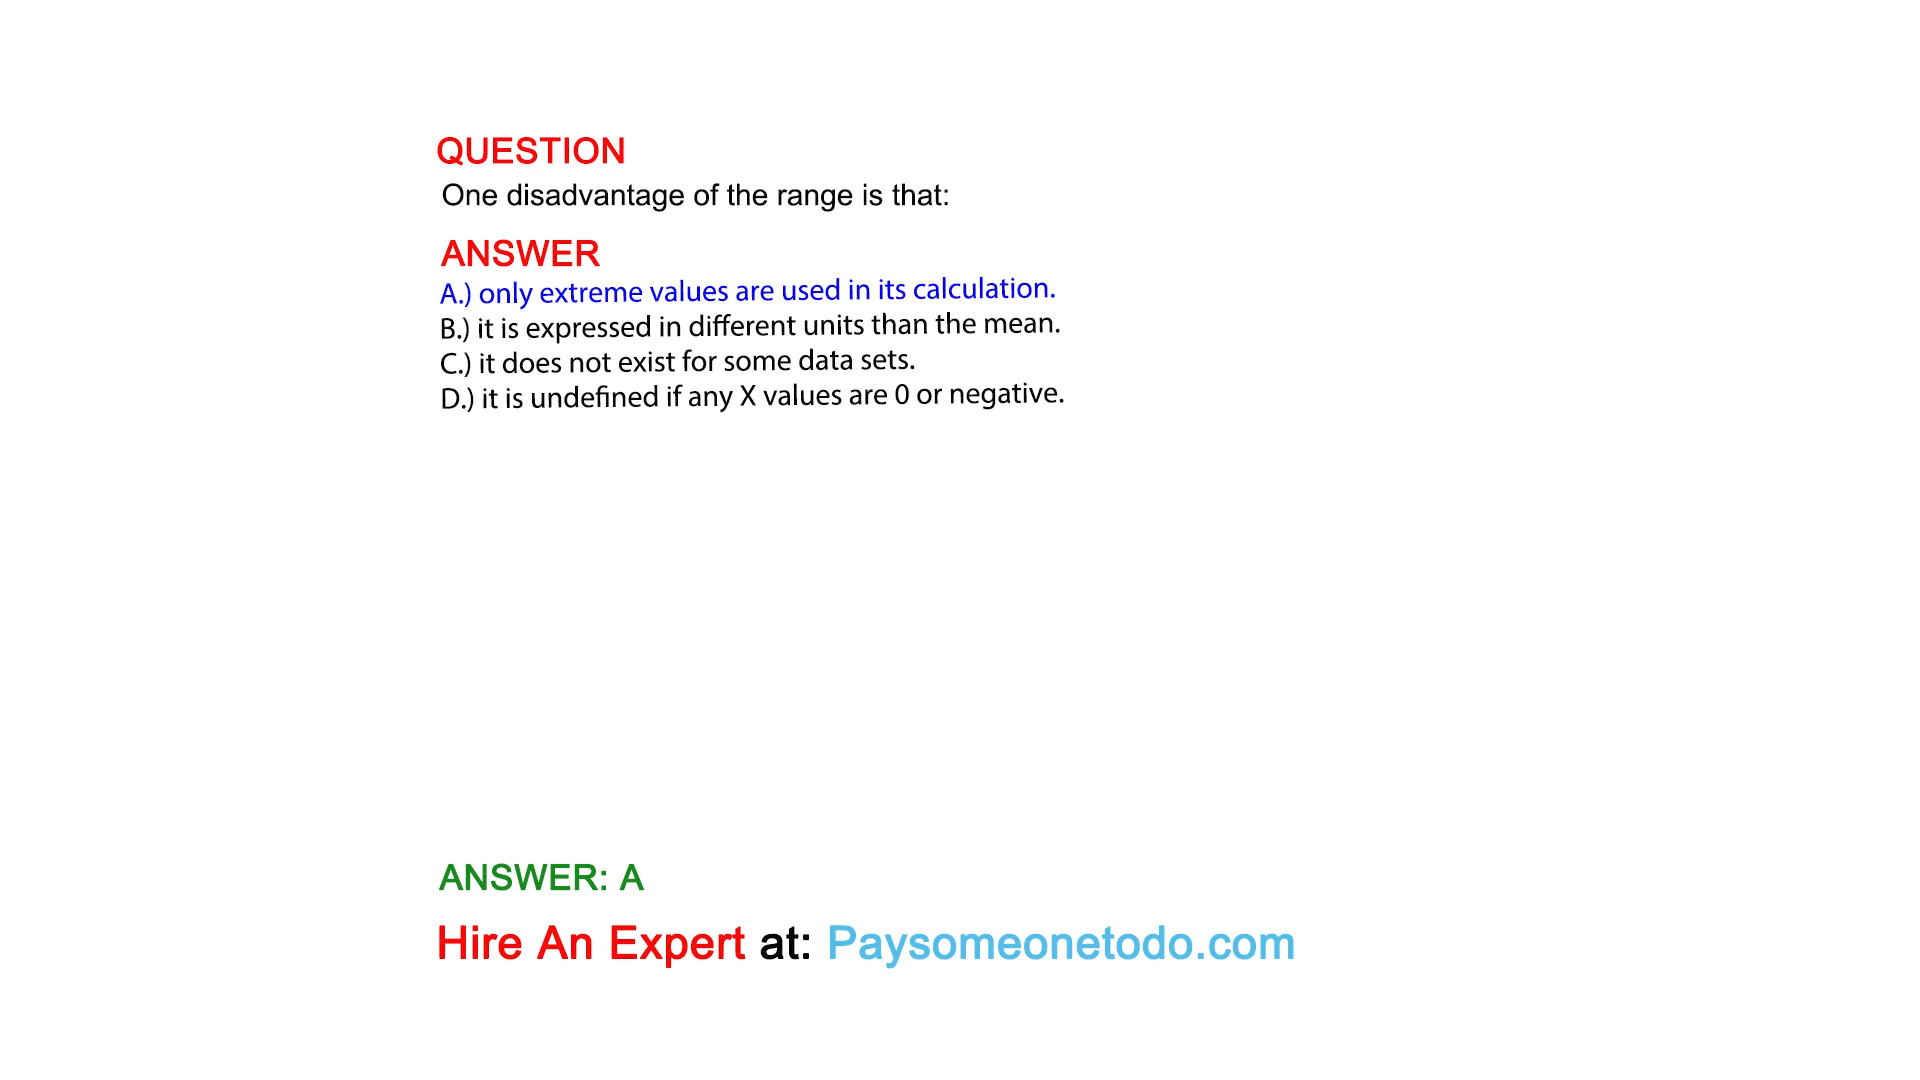 QUESTION
One disadvantage of the range is that:
ANSWER
A.) only extreme values are used in its calculation.
B.) it is expressed in different units than the mean.
C.) it does not exist for some data sets.
D.) it is undefined if any X values are 0 or negative.
ANSWER: A
Hire An Expert at: Paysomeonetodo.com